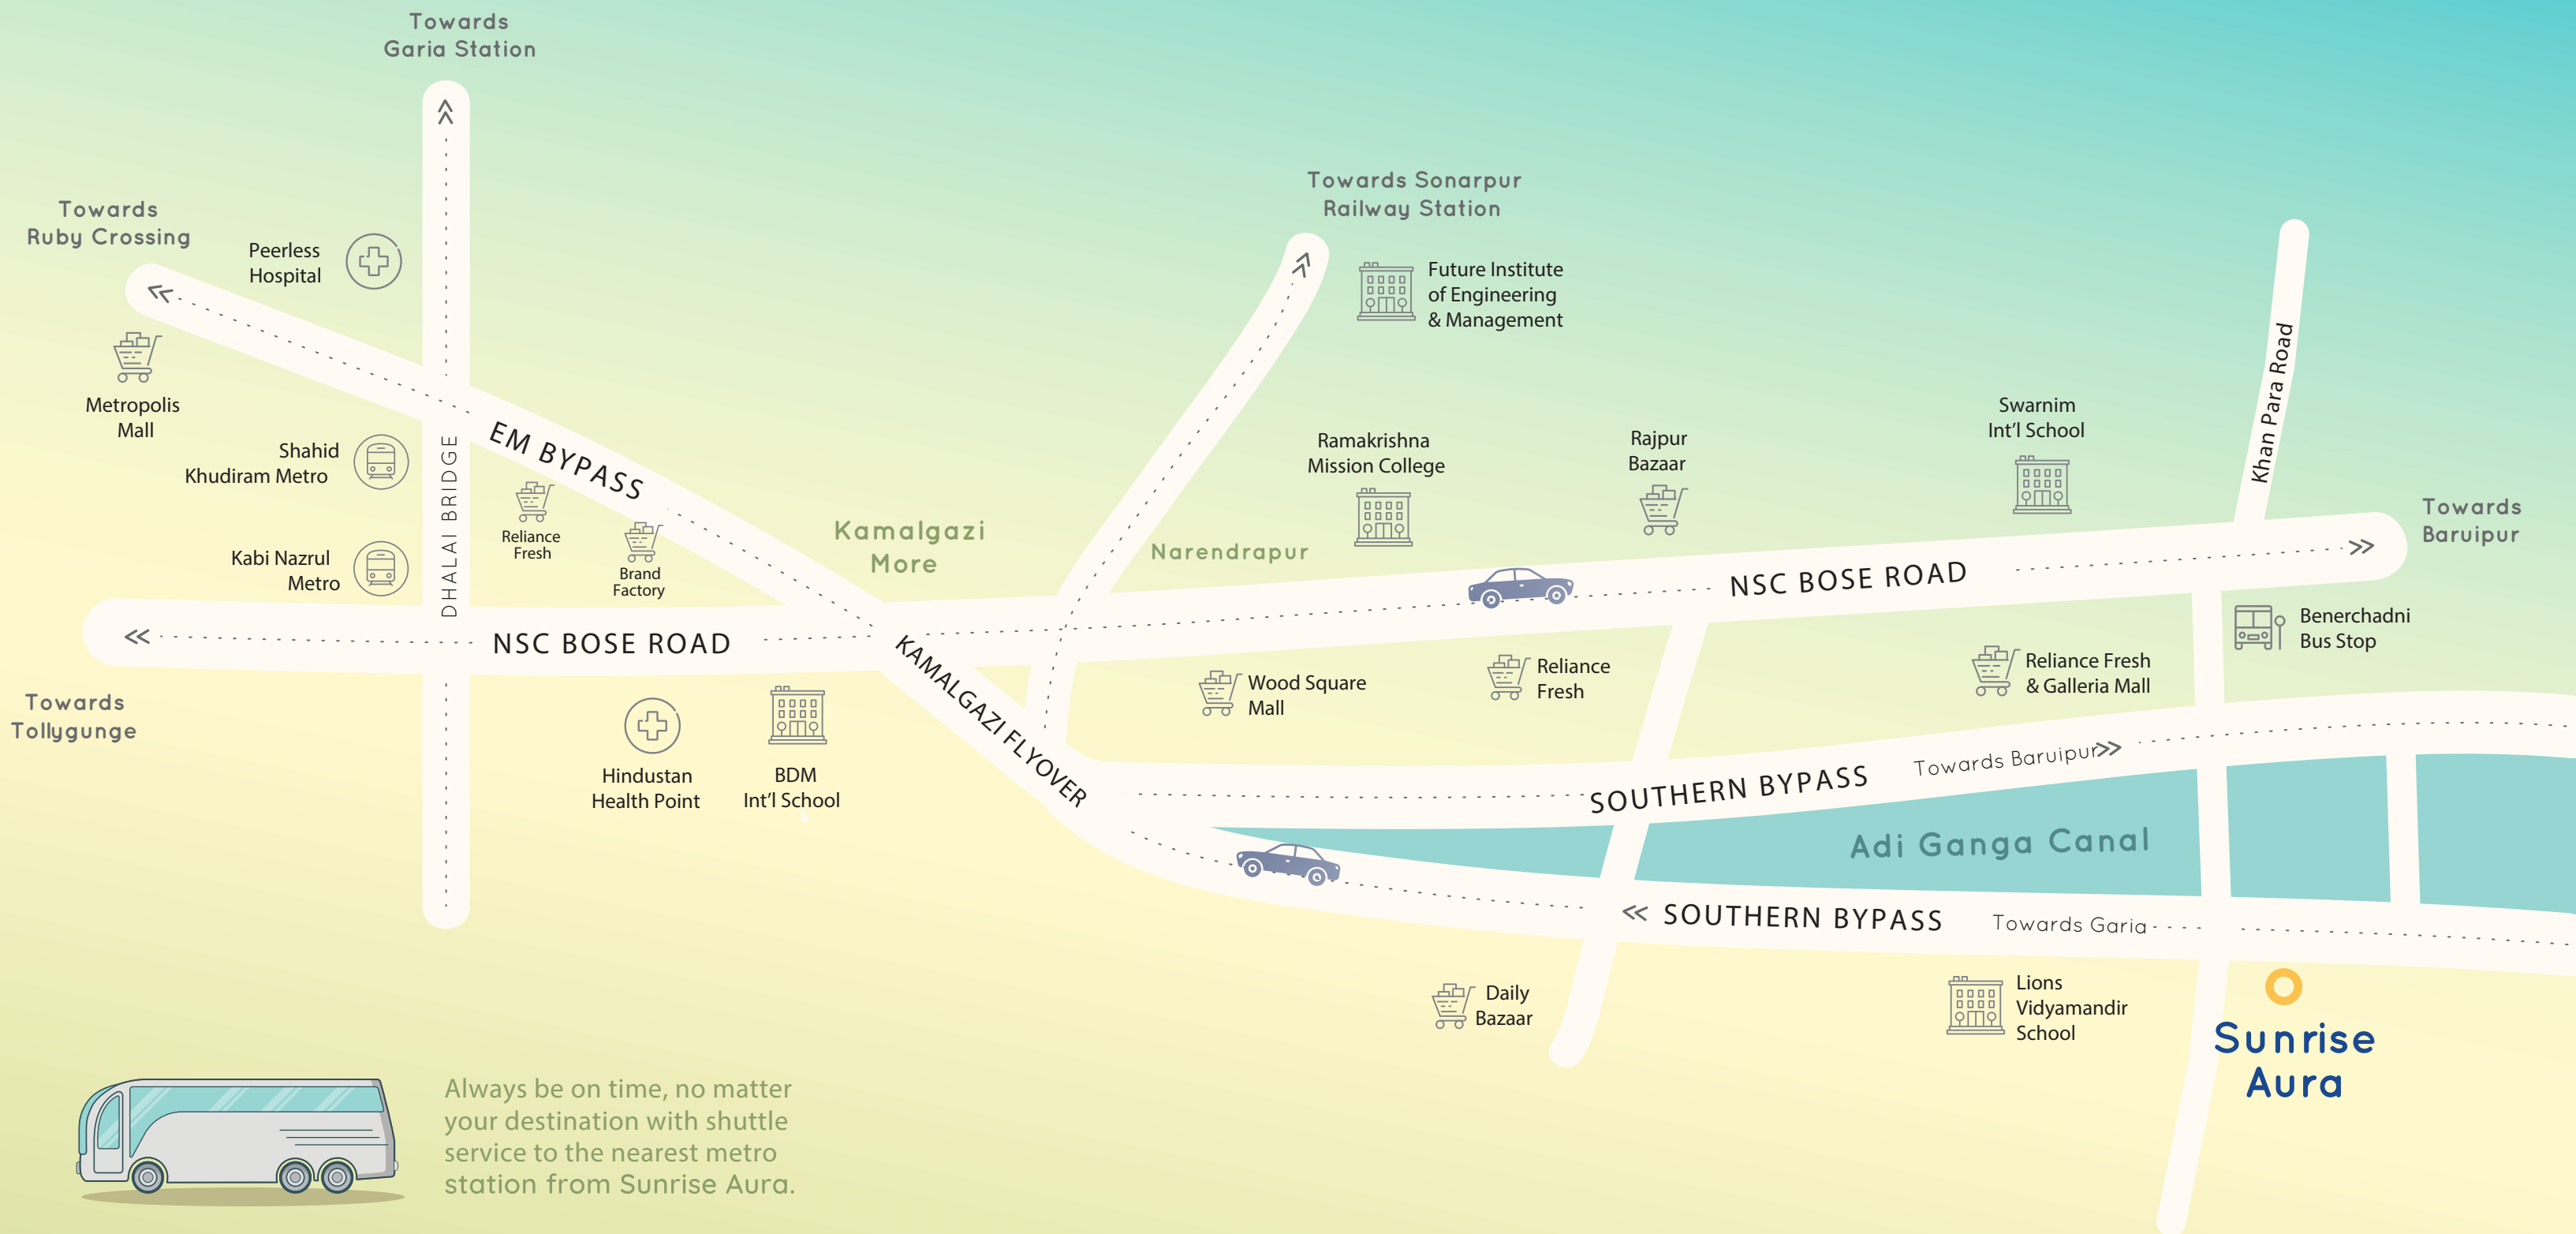 Towards
Garia Station
Towards
Ruby Crossing
Peerless
Hospital
Towards Sonarpur
Railway Station
Future Institute
of Engineering
& Management
Metropolis
Mall
Shahid
Khudiram Metro
DHALAI BRIDGE
EM BYPASS
Reliance
Fresh
Brand
Factory
Kabi Nazrul
Metro
Kamalgazi
More
Narendrapur
Ramakrishna
Mission College
Rajpur
Bazaar
Swarnim
Int'l School
Khan Para Road
Towards
Baruipur
NSC BOSE ROAD
NSC BOSE ROAD
KAMALGAZI FLYOVER
Towards
Tollygunge
Hindustan
Health Point
BDM
Int'l School
Wood Square
Mall
Reliance
Fresh
Reliance Fresh
& Galleria Mall
Benerchadni
Bus Stop
SOUTHERN BYPASS
Towards Baruipur
Adi Ganga Canal
SOUTHERN BYPASS
Towards Garia
Daily
Bazaar
Lions
Vidyamandir
School
Sunrise
Aura
Always be on time, no matter
your destination with shuttle
service to the nearest metro
station from Sunrise Aura.